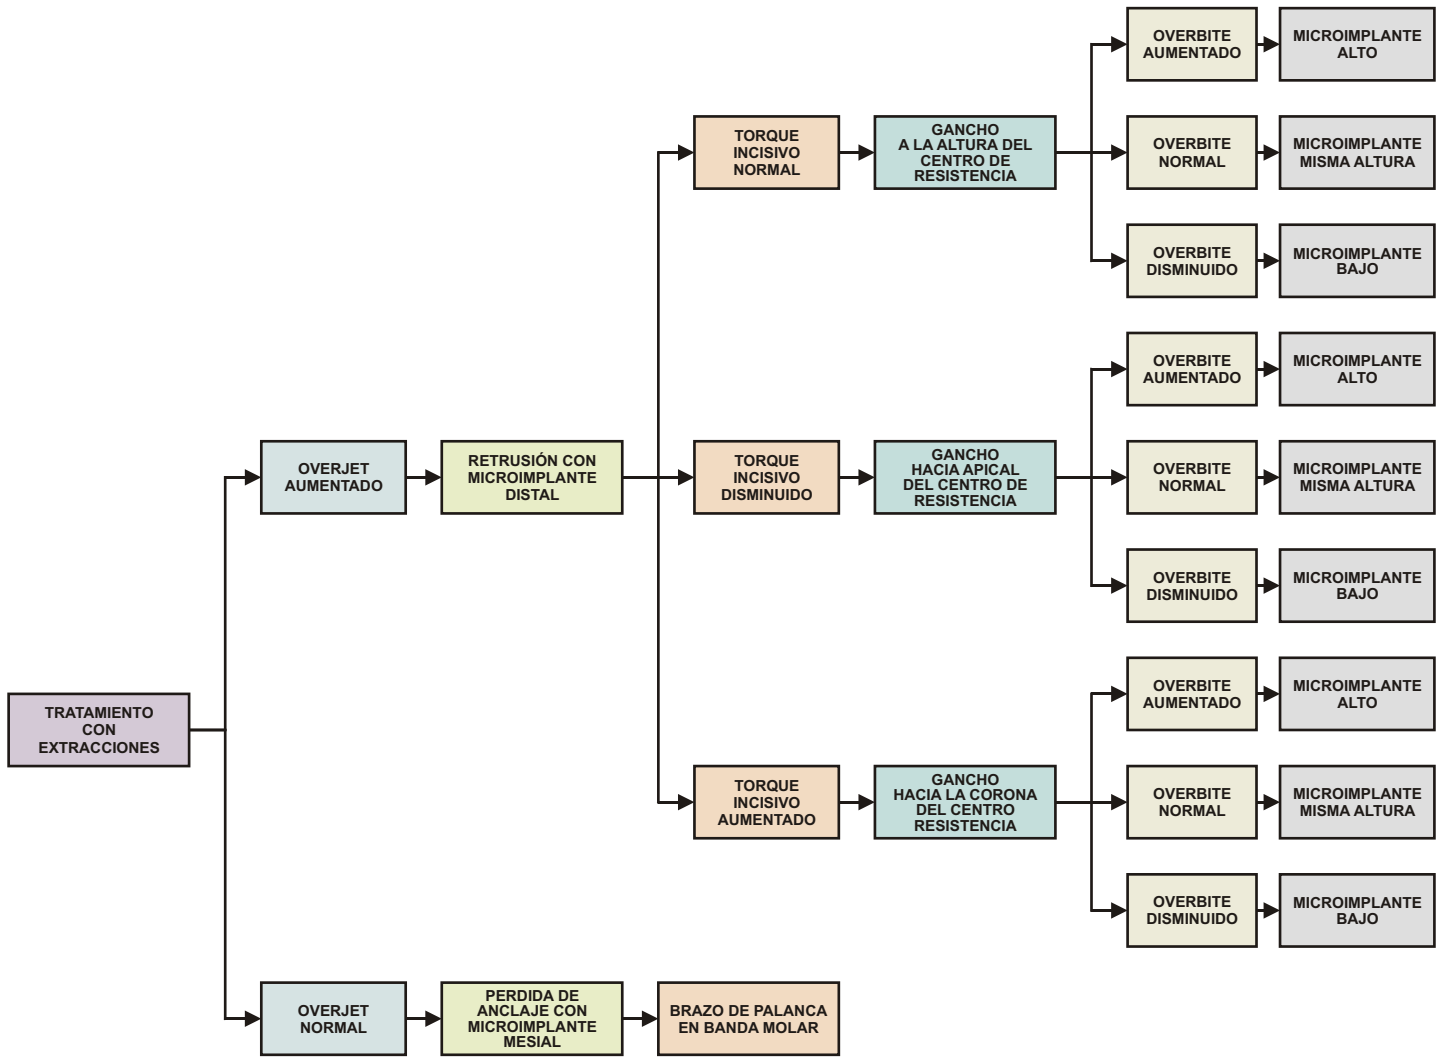 TRATAMIENTO
CON
EXTRACCIONES
OVERJET
AUMENTADO
RETRUSIÓN CON
MICROIMPLANTE
DISTAL
TORQUE
INCISIVO
NORMAL
GANCHO
A LA ALTURA DEL
CENTRO DE
RESISTENCIA
OVERBITE
AUMENTADO
MICROIMPLANTE
ALTO
OVERBITE
NORMAL
MICROIMPLANTE
MISMA ALTURA
OVERBITE
DISMINUIDO
MICROIMPLANTE
BAJO
TORQUE
INCISIVO
DISMINUIDO
GANCHO
HACIA APICAL
DEL CENTRO DE
RESISTENCIA
OVERBITE
AUMENTADO
MICROIMPLANTE
ALTO
OVERBITE
NORMAL
MICROIMPLANTE
MISMA ALTURA
OVERBITE
DISMINUIDO
MICROIMPLANTE
BAJO
TORQUE
INCISIVO
AUMENTADO
GANCHO
HACIA LA CORONA
DEL CENTRO
RESISTENCIA
OVERBITE
AUMENTADO
MICROIMPLANTE
ALTO
OVERBITE
NORMAL
MICROIMPLANTE
MISMA ALTURA
OVERBITE
DISMINUIDO
MICROIMPLANTE
BAJO
OVERJET
NORMAL
PERDIDA DE
ANCLAJE CON
MICROIMPLANTE
MESIAL
BRAZO DE PALANCA
EN BANDA MOLAR